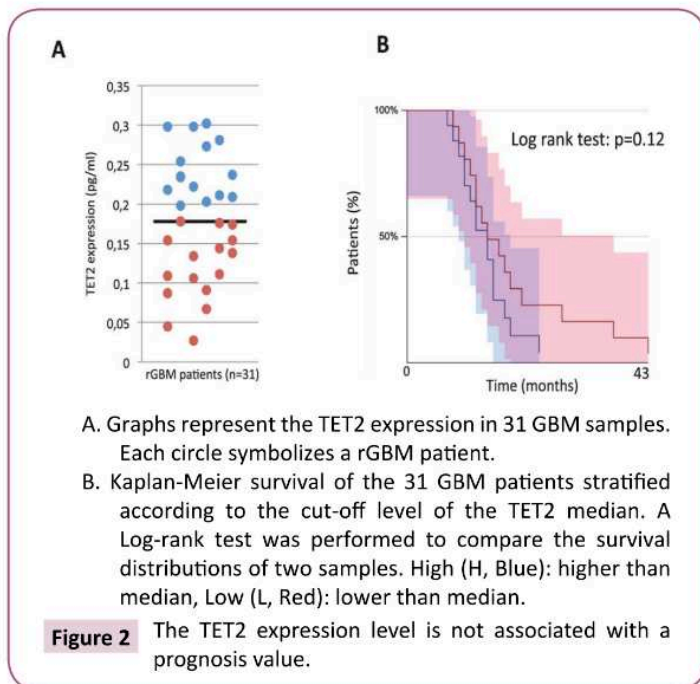 A
B
0,35
0,3
0,25
0,2
0,15
0,1
0,05
0
TET2 expression (pg/ml)
rGBM patients (n=31)
100%
50%
Patients (%)
Log rank test: p=0.12
0
43
Time (months)
A. Graphs represent the TET2 expression in 31 GBM samples.
Each circle symbolizes a rGBM patient.
B. Kaplan-Meier survival of the 31 GBM patients stratified
according to the cut-off level of the TET2 median. A
Log-rank test was performed to compare the survival
distributions of two samples. High (H, Blue): higher than
median, Low (L, Red): lower than median.
Figure 2 The TET2 expression level is not associated with a
prognosis value.